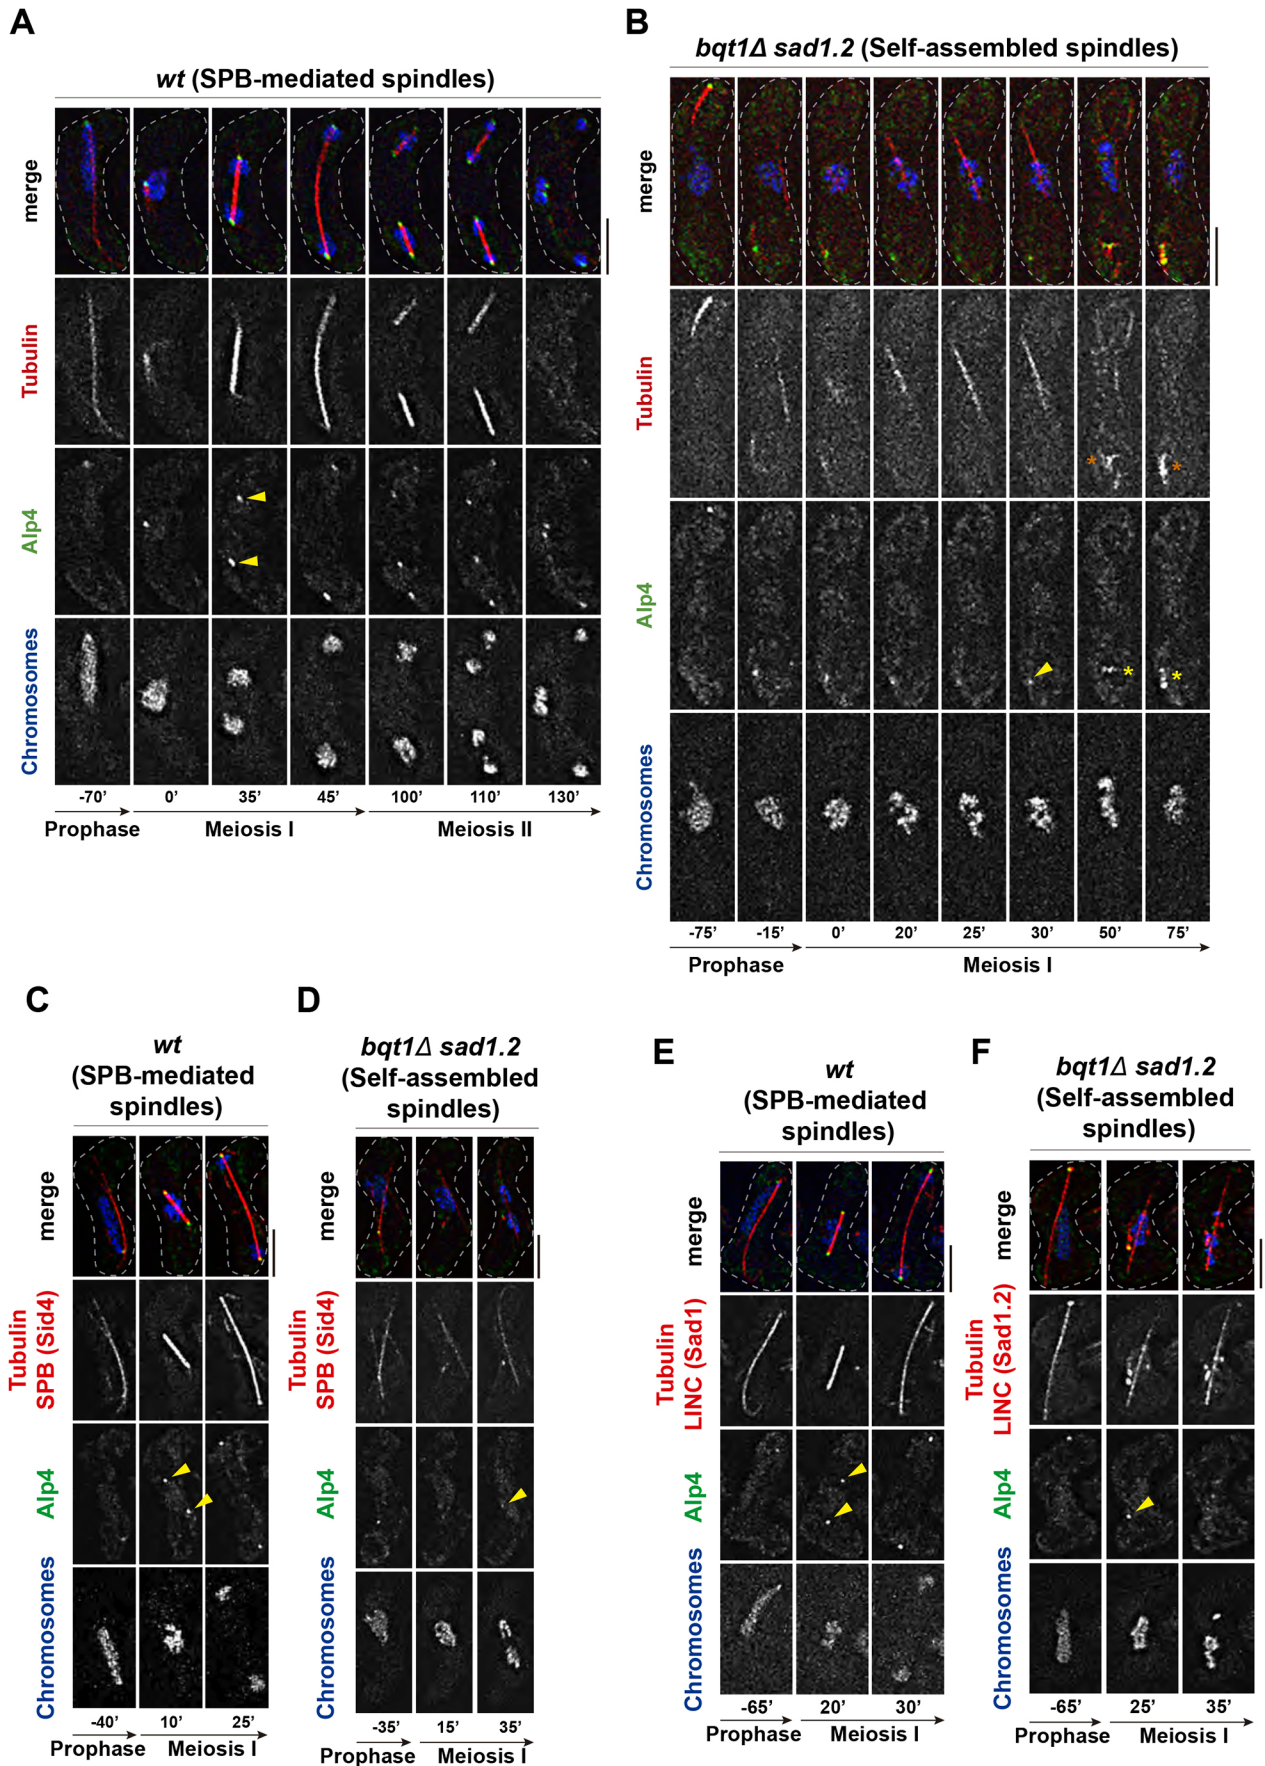 A
wt (SPB-mediated spindles)
merge
Tubulin
Alp4
Chromosomes
-70’ 0’ 35’ 45’ 100’ 110’ 130’
Prophase Meiosis I Meiosis II
B
bqt1Δ sad1.2 (Self-assembled spindles)
merge
Tubulin
* *
Alp4
* *
Chromosomes
-75’ -15’ 0’ 20’ 25’ 30’ 50’ 75’
Prophase Meiosis I
C
wt
(SPB-mediated
spindles)
merge
Tubulin
SPB (Sid4)
Alp4
Chromosomes
-40’ 10’ 25’
Prophase Meiosis I
D
bqt1Δ sad1.2
(Self-assembled
spindles)
merge
Tubulin
SPB (Sid4)
Alp4
Chromosomes
-35’ 15’ 35’
Prophase Meiosis I
E
wt
(SPB-mediated
spindles)
merge
Tubulin
LINC (Sad1)
Alp4
Chromosomes
-65’ 20’ 30’
Prophase Meiosis I
F
bqt1Δ sad1.2
(Self-assembled
spindles)
merge
Tubulin
LINC (Sad1.2)
Alp4
Chromosomes
-65’ 25’ 35’
Prophase Meiosis I